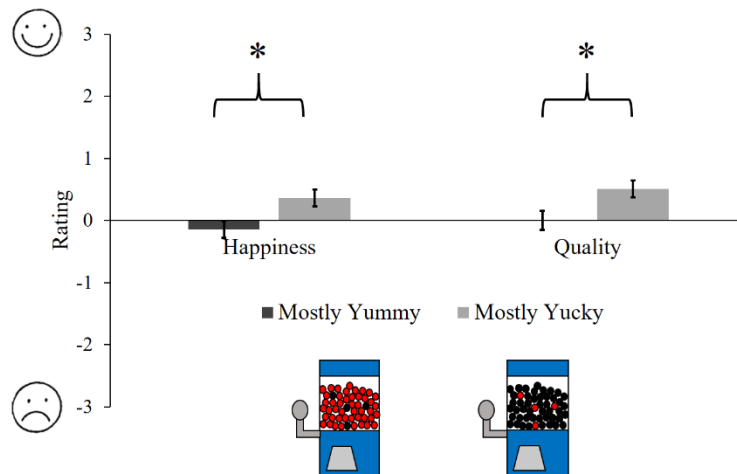 3
*
*
2
1
0
Happiness
Quality
-1
Mostly Yummy
Mostly Yucky
-2
-3
Rating